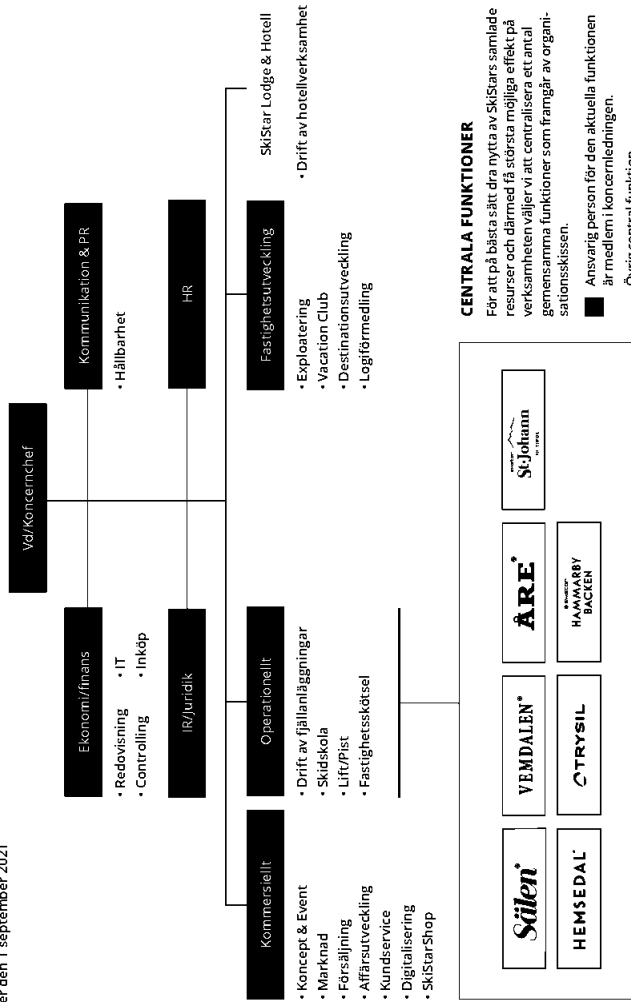 den 1 september 2021
Vd/Koncernchef
Ekonomi/finans
• Redovisning • IT
• Controlling • Inköp
Kommunikation & PR
• Hållbarhet
IR/Juridik
HR
Kommersiellt
• Koncept & Event
• Marknad
• Försäljning
• Affärsutveckling
• Kundservice
• Digitalisering
• SkiStarShop
Operationellt
• Drift av fjällanläggningar
• Skidskola
• Lift/Pist
• Fastighetsskötsel
Fastighetsutveckling
• Exploatering
• Vacation Club
• Destinationsutveckling
• Logiförmedling
SkiStar Lodge & Hotell
• Drift av hotellverksamhet
Sälen
VEMDALEN
ÅRE
St.Johann
HEMSEDAL
TRYSIL
HAMMARBY
BACKEN
CENTRALA FUNKTIONER
För att på bästa sätt dra nytta av SkiStars samlade
resurser och därmed få största möjliga effekt på
verksamheten väljer vi att centralisera ett antal
gemensamma funktioner som framgår av organi-
sationsskissen.
Ansvarig person för den aktuella funktionen
är medlem i koncernledningen.
Övrig central funktion